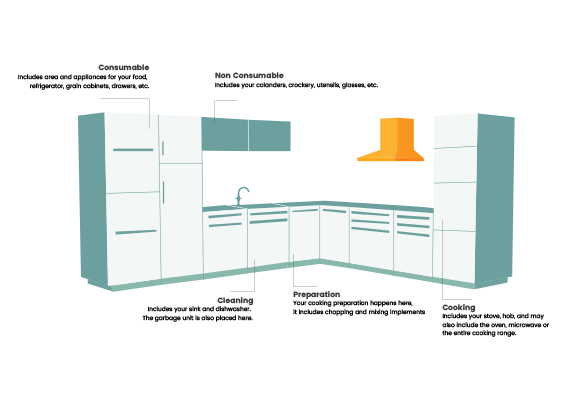 Consumable
Includes area and appliances for your food,
refrigerator, grain cabinets, drawers, etc.
Non Consumable
Includes your colanders, crockery, utensils, glasses, etc.
Cleaning
Includes your sink and dishwasher.
The garbage unit is also placed here.
Preparation
Your cooking preparation happens here,
it includes chopping and mixing implements
Cooking
Includes your stove, hob, and may
also include the oven, microwave or
the entire cooking range.